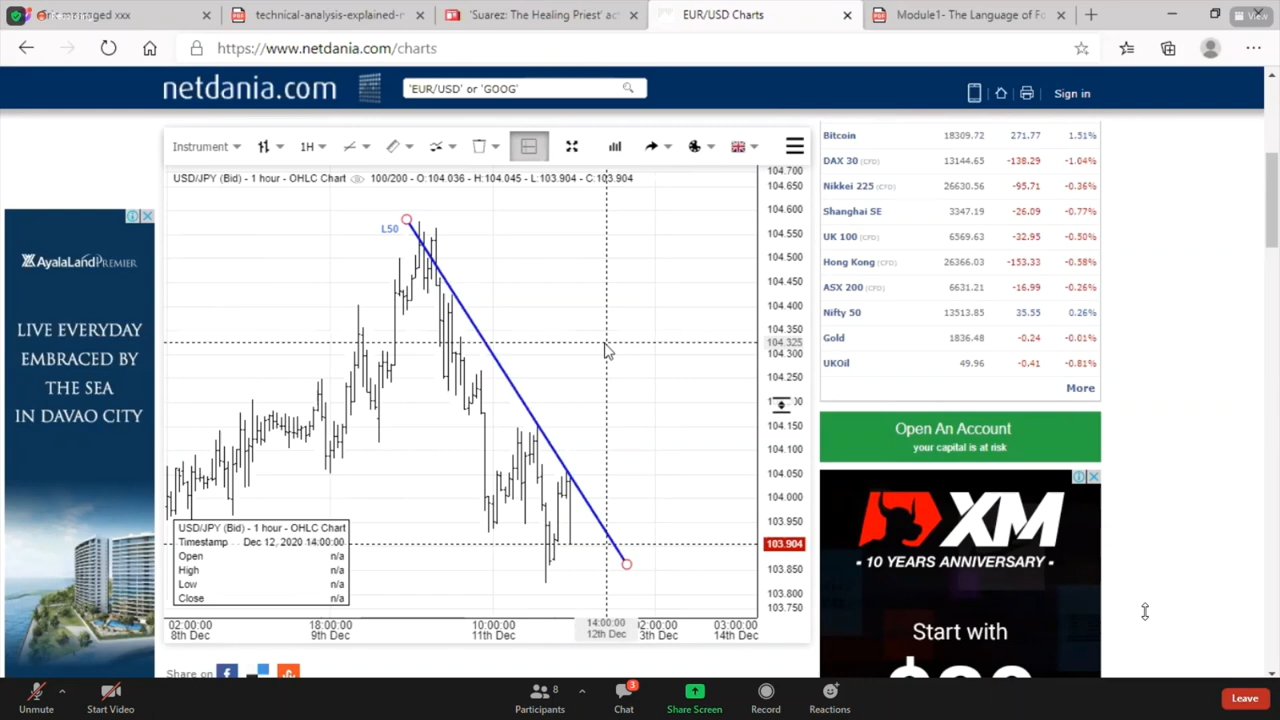 technical-analysis-explained-r
'Suarez: The Healing Priest' act
EUR/USD Charts
Module1- The Language of Fo
View
https://www.netdania.com/charts
netdania.com
'EUR/USD' or 'GOOG'
Sign in
Instrument
1H
USD/JPY (Bid) - 1 hour - OHLC Chart
100/200 - O:104.036 - H:104.045 - L:103.904 - C:103.904
L50
104.700
104.650
104.600
104.550
104.500
104.450
104.400
104.350
104.325
104.300
104.250
104.150
104.100
104.050
104.000
103.950
103.904
103.850
103.800
103.750
USD/JPY (Bid) - 1 hour - OHLC Chart
Timestamp Dec 12, 2020 14:00:00
Open n/a
High n/a
Low n/a
Close n/a
02:00:00
8th Dec
18:00:00
9th Dec
10:00:00
11th Dec
14:00:00
12th Dec
02:00:00
3th Dec
03:00:00
14th Dec
Share on
AyalaLand PREMIER
LIVE EVERYDAY
EMBRACED BY
THE SEA
IN DAVAO CITY
Bitcoin 18309.72 271.77 1.51%
DAX 30 (CFD) 13144.65 -138.29 -1.04%
Nikkei 225 (CFD) 26630.56 -95.71 -0.36%
Shanghai SE 3347.19 -26.09 -0.77%
UK 100 (CFD) 6569.63 -32.95 -0.50%
Hong Kong (CFD) 26366.03 -153.33 -0.58%
ASX 200 (CFD) 6631.21 -16.99 -0.26%
Nifty 50 13513.85 35.55 0.26%
Gold 1836.48 -0.24 -0.01%
UKOil 49.96 -0.41 -0.81%
More
Open An Account
your capital is at risk
XM
10 YEARS ANNIVERSARY
Start with
Unmute
Start Video
8
Participants
3
Chat
Share Screen
Record
Reactions
Leave